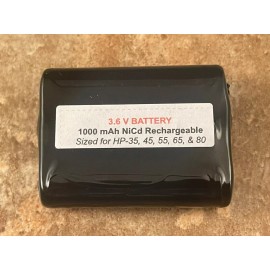 3.6 V BATTERY
1000 mAh NiCd Rechargeable
Sized for HP-35, 45, 55, 65, & 80